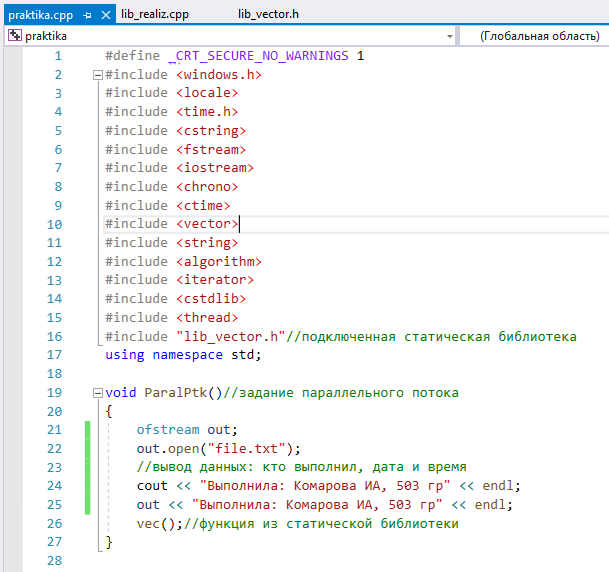 praktika.cpp lib_realiz.cpp lib_vector.h
praktika (Глобальная область)
1 #define _CRT_SECURE_NO_WARNINGS 1
2 #include <windows.h>
3 #include <locale>
4 #include <time.h>
5 #include <cstring>
6 #include <fstream>
7 #include <iostream>
8 #include <chrono>
9 #include <ctime>
10 #include <vector>
11 #include <string>
12 #include <algorithm>
13 #include <iterator>
14 #include <cstdlib>
15 #include <thread>
16 #include "lib_vector.h"//подключенная статическая библиотека
17 using namespace std;
18
19 void ParalPtk()//задание параллельного потока
20 {
21 ofstream out;
22 out.open("file.txt");
23 //вывод данных: кто выполнил, дата и время
24 cout << "Выполнила: Комарова ИА, 503 гр" << endl;
25 out << "Выполнила: Комарова ИА, 503 гр" << endl;
26 vec();//функция из статической библиотеки
27 }
28